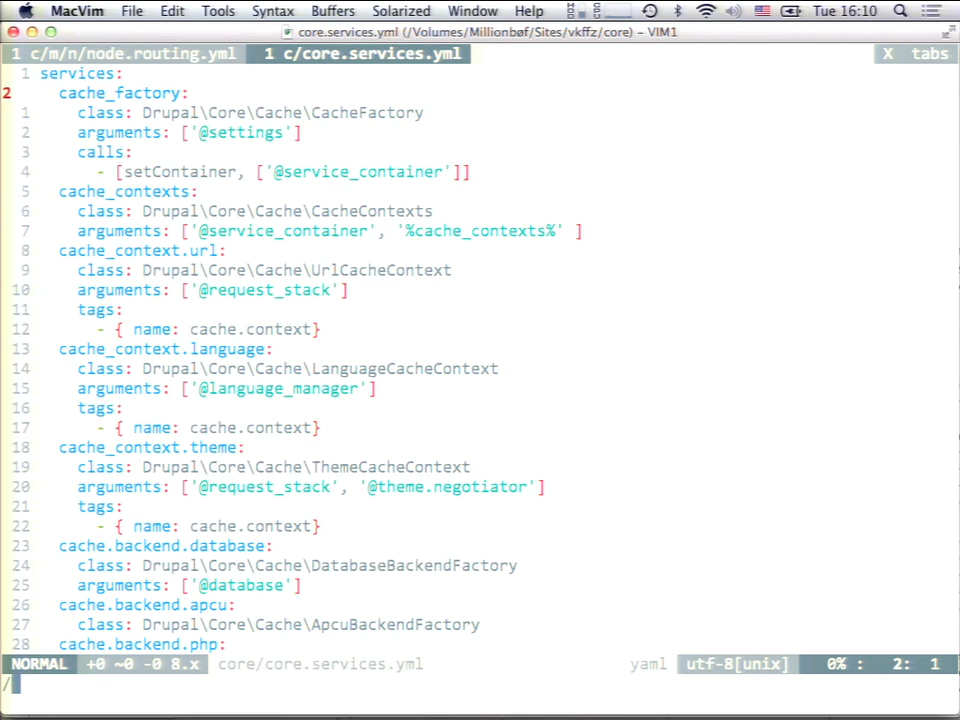 MacVim File Edit Tools Syntax Buffers Solarized Window Help Tue 16:10
c/core.services.yml (/Volumes/Millionbøf/Sites/vkffz/core) – VIM1
1 c/m/n/node.routing.yml 1 c/core.services.yml X tabs
1 services:
2 cache_factory:
1 class: Drupal\Core\Cache\CacheFactory
2 arguments: ['@settings']
3 calls:
4 - [setContainer, ['@service_container']]
5 cache_contexts:
6 class: Drupal\Core\Cache\CacheContexts
7 arguments: ['@service_container', '%cache_contexts%' ]
8 cache_context.url:
9 class: Drupal\Core\Cache\UrlCacheContext
10 arguments: ['@request_stack']
11 tags:
12 - { name: cache.context}
13 cache_context.language:
14 class: Drupal\Core\Cache\LanguageCacheContext
15 arguments: ['@language_manager']
16 tags:
17 - { name: cache.context}
18 cache_context.theme:
19 class: Drupal\Core\Cache\ThemeCacheContext
20 arguments: ['@request_stack', '@theme.negotiator']
21 tags:
22 - { name: cache.context}
23 cache.backend.database:
24 class: Drupal\Core\Cache\DatabaseBackendFactory
25 arguments: ['@database']
26 cache.backend.apcu:
27 class: Drupal\Core\Cache\ApcuBackendFactory
28 cache.backend.php:
NORMAL +0 ~0 -0 8.x core/core.services.yml yaml utf-8[unix] 0% : 2: 1
/